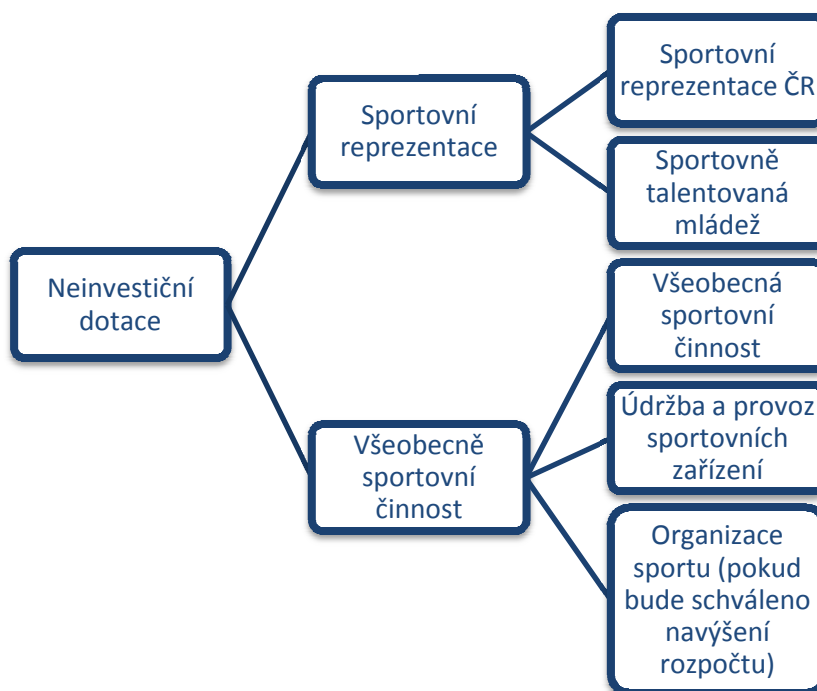 Neinvestiční
dotace
Sportovní
reprezentace
Sportovní
reprezentace ČR
Sportovně
talentovaná
mládež
Všeobecně
sportovní
činnost
Všeobecná
sportovní
činnost
Údržba a provoz
sportovních
zařízení
Organizace
sportu (pokud
bude schváleno
navýšení
rozpočtu)